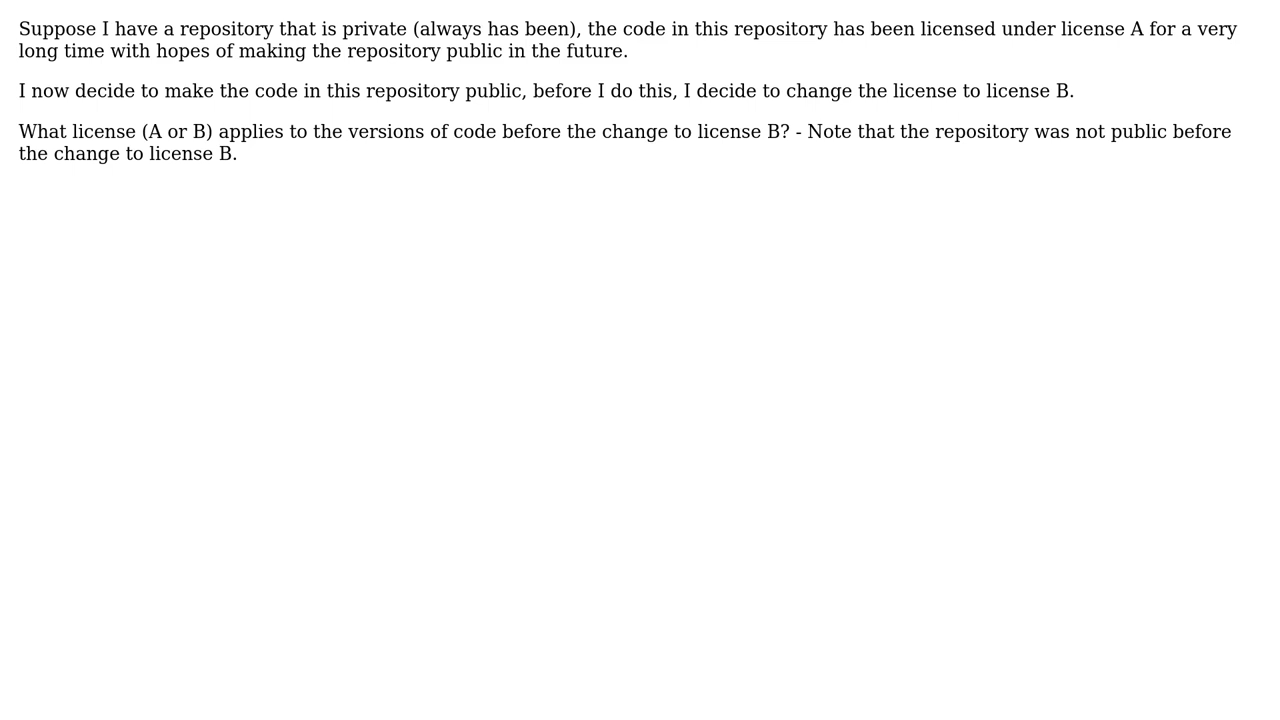 Suppose I have a repository that is private (always has been), the code in this repository has been licensed under license A for a very
long time with hopes of making the repository public in the future.
I now decide to make the code in this repository public, before I do this, I decide to change the license to license B.
What license (A or B) applies to the versions of code before the change to license B? - Note that the repository was not public before
the change to license B.